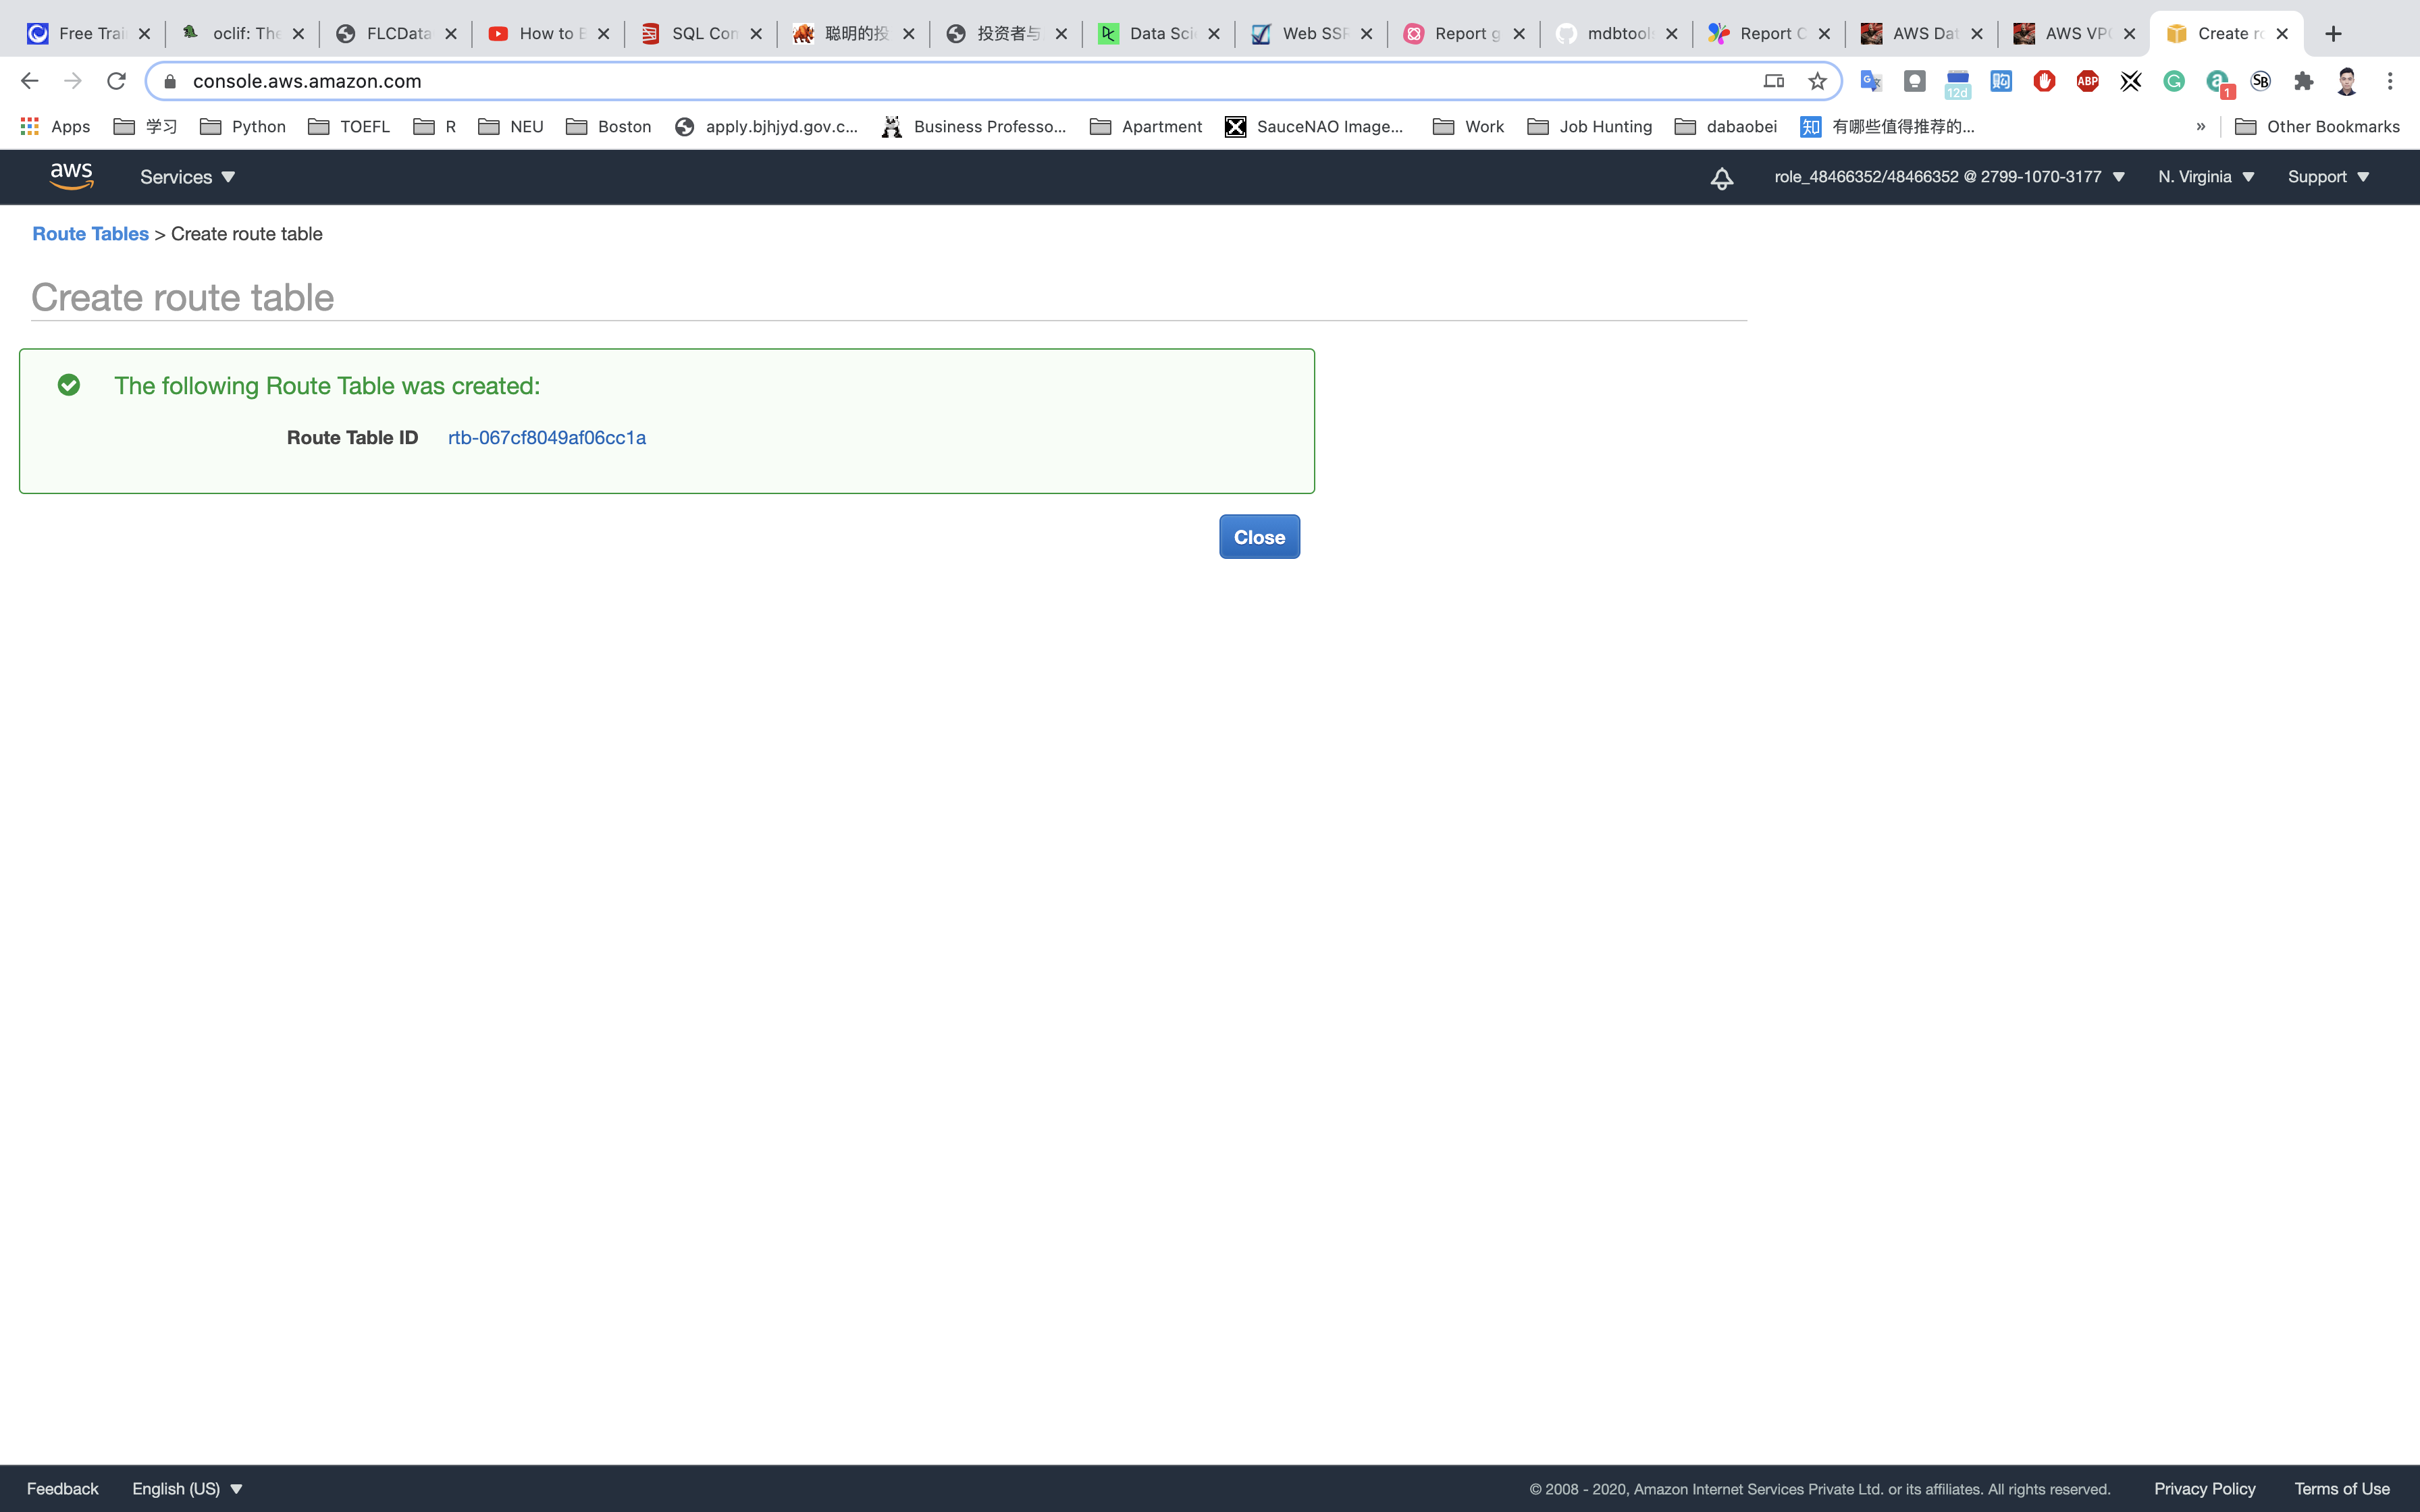 Free Trai oclif: The FLCData How to E SQL Con 聪明的投 投资者与 Data Sci Web SSR Report g mdbtools Report C AWS Dat AWS VPC Create ro
console.aws.amazon.com 12d ABP 1 SB
Apps 学习 Python TOEFL R NEU Boston apply.bjhjyd.gov.c... Business Professo... Apartment SauceNAO Image... Work Job Hunting dabaobei 知 有哪些值得推荐的... » Other Bookmarks
aws Services role_48466352/48466352 @ 2799-1070-3177 N. Virginia Support
Route Tables > Create route table
Create route table
The following Route Table was created:
Route Table ID rtb-067cf8049af06cc1a
Close
Feedback English (US) © 2008 - 2020, Amazon Internet Services Private Ltd. or its affiliates. All rights reserved. Privacy Policy Terms of Use